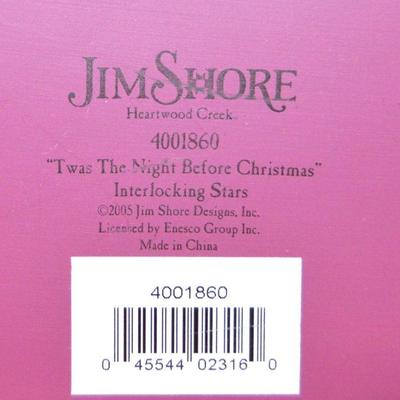 JIM SHORE
Heartwood Creek
4001860
"Twas The Night Before Christmas"
Interlocking Stars
©2005 Jim Shore Designs, Inc.
Licensed by Enesco Group Inc.
Made in China
4001860
0 45544 02316 0